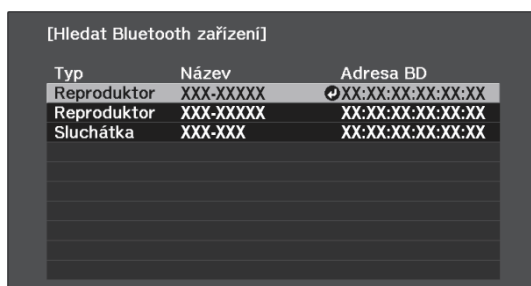 [Hledat Bluetooth zařízení]
Typ Název Adresa BD
Reproduktor XXX-XXXXX XX:XX:XX:XX:XX:XX
Reproduktor XXX-XXXXX XX:XX:XX:XX:XX:XX
Sluchátka XXX-XXX XX:XX:XX:XX:XX:XX